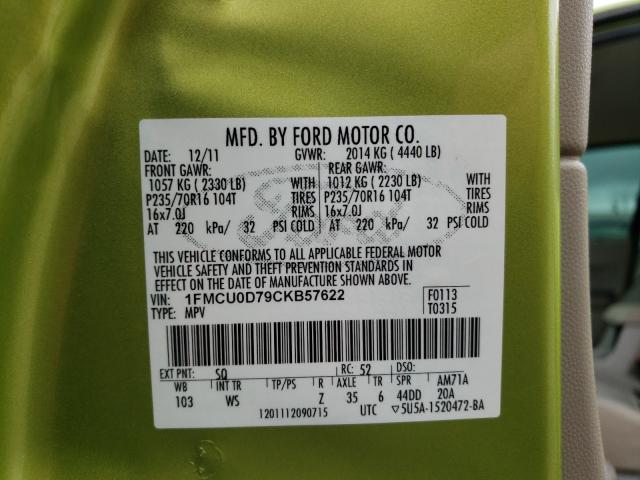 MFD. BY FORD MOTOR CO.
DATE: 12/11 GVWR: 2014 KG ( 4440 LB)
FRONT GAWR: REAR GAWR:
1057 KG ( 2330 LB) WITH 1012 KG ( 2230 LB) WITH
P235/70R16 104T TIRES P235/70R16 104T TIRES
16x7.0J RIMS 16x7.0J RIMS
AT 220 kPa/ 32 PSI COLD AT 220 kPa/ 32 PSI COLD
THIS VEHICLE CONFORMS TO ALL APPLICABLE FEDERAL MOTOR
VEHICLE SAFETY AND THEFT PREVENTION STANDARDS IN
EFFECT ON THE DATE OF MANUFACTURE SHOWN ABOVE.
VIN: 1FMCU0D79CKB57622 F0113
TYPE: MPV T0315
EXT PNT: SQ RC: 52 DSO:
WB INT TR TP/PS R AXLE TR SPR AM71A
103 WS Z 35 6 44DD 20A
1201112090715 UTC ▽5U5A-1520472-BA
Ford